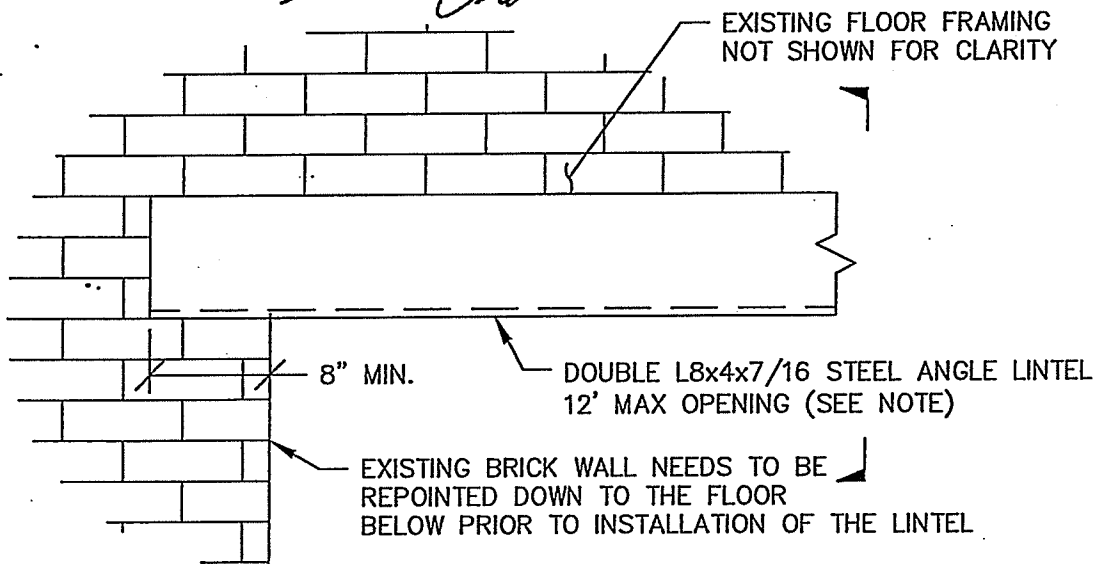 EXISTING FLOOR FRAMING
NOT SHOWN FOR CLARITY
8" MIN.
DOUBLE L8x4x7/16 STEEL ANGLE LINTEL
12' MAX OPENING (SEE NOTE)
EXISTING BRICK WALL NEEDS TO BE
REPOINTED DOWN TO THE FLOOR
BELOW PRIOR TO INSTALLATION OF THE LINTEL